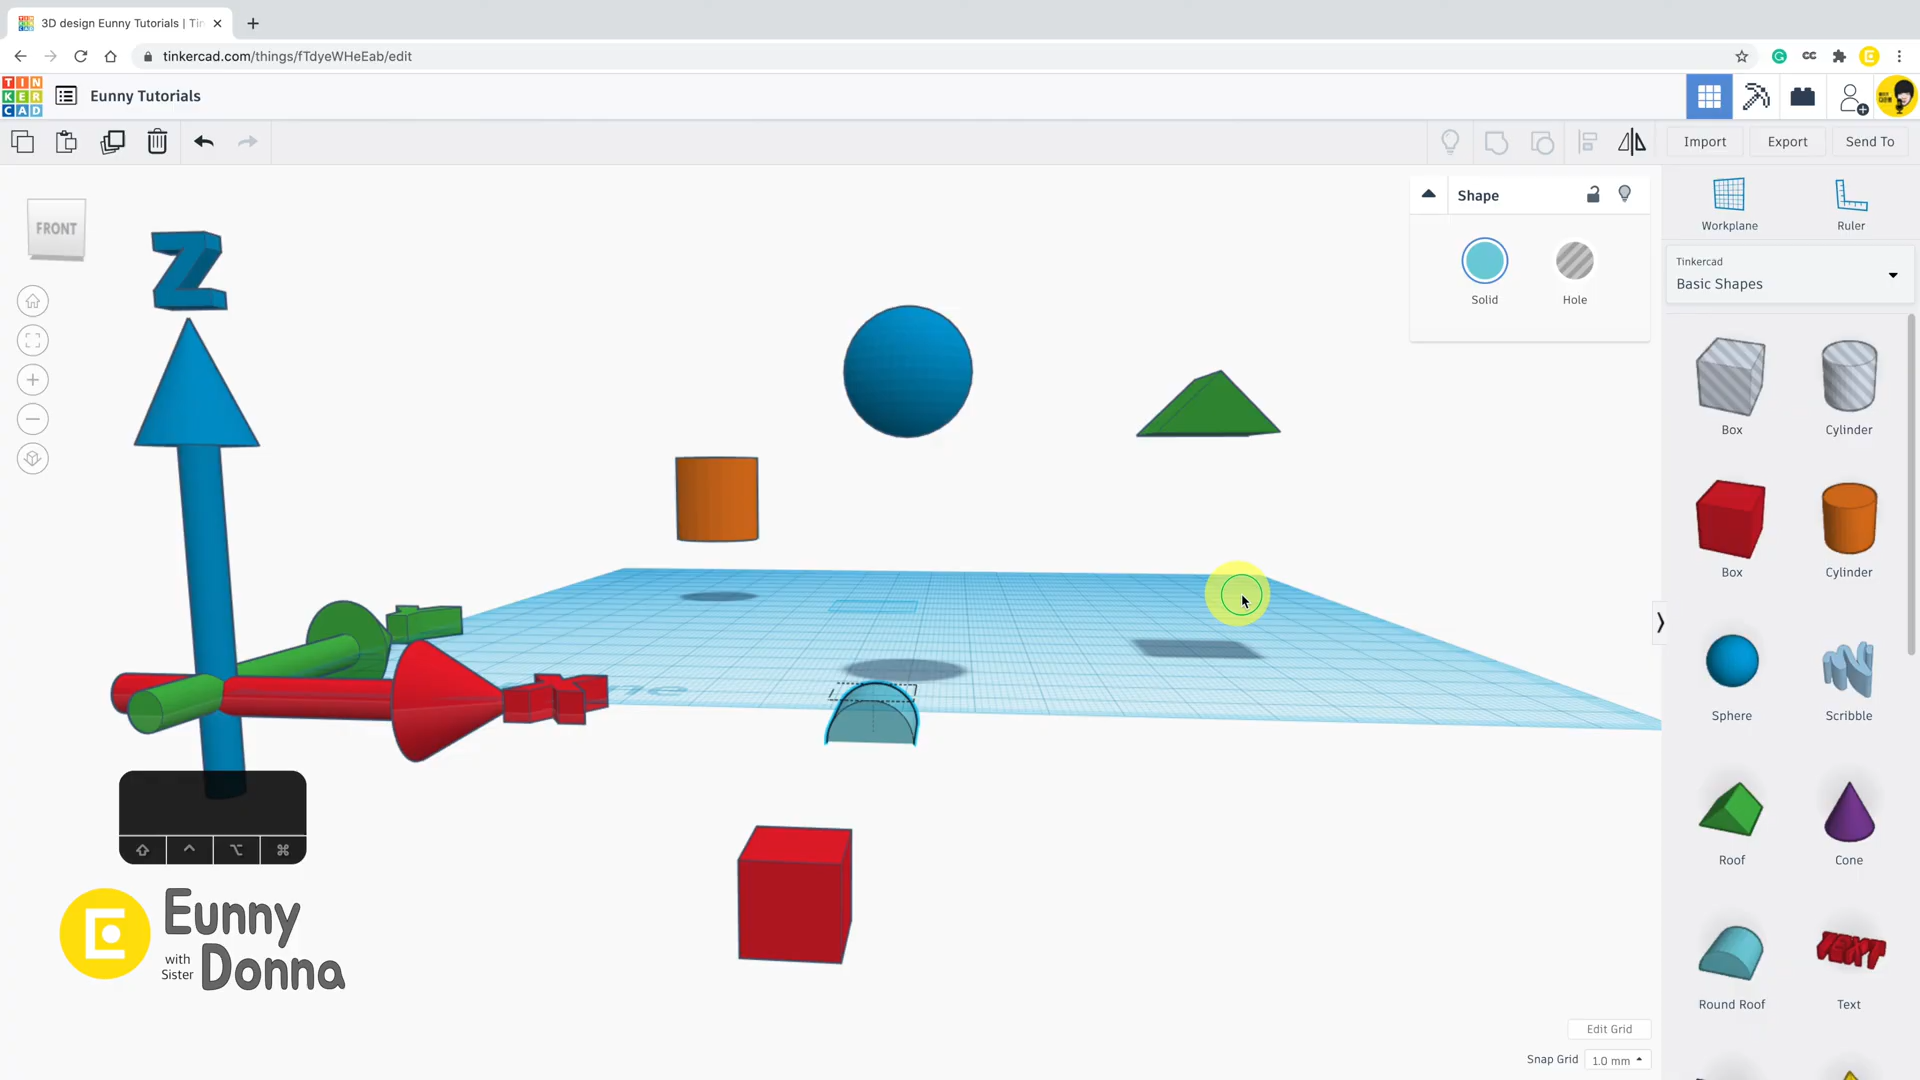 3D design Eunny Tutorials | Tin
tinkercad.com/things/fTdyeWHeEab/edit
CC
TIN
KER
CAD
Eunny Tutorials
Import
Export
Send To
FRONT
Z
Shape
Solid
Hole
Workplane
Ruler
Tinkercad
Basic Shapes
Box
Cylinder
Box
Cylinder
Sphere
Scribble
Roof
Cone
Round Roof
TEXT
Text
X
Eunny
with
Sister
Donna
Edit Grid
Snap Grid
1.0 mm